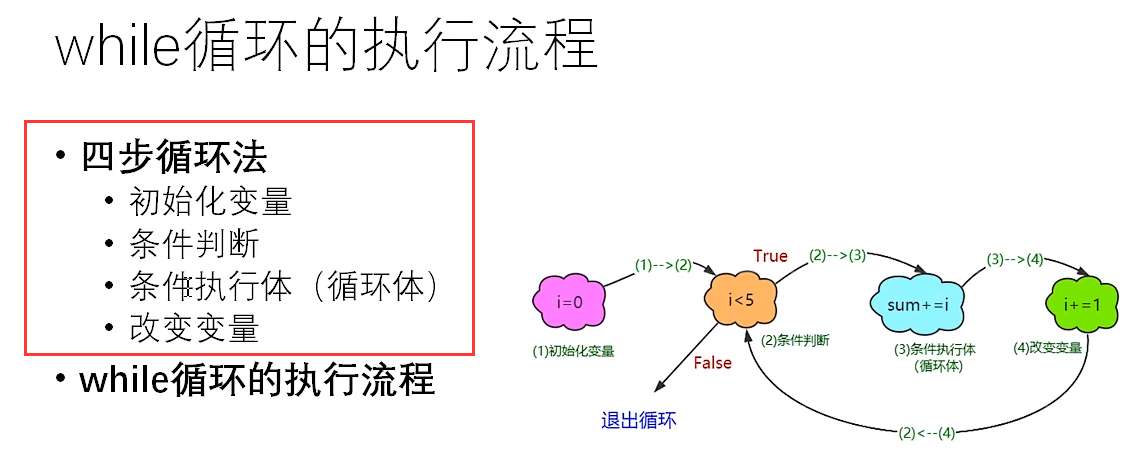 while循环的执行流程
• 四步循环法
• 初始化变量
• 条件判断
• 条件执行体（循环体）
• 改变变量
• while循环的执行流程
(1)-->(2)
True
(2)-->(3)
(3)-->(4)
i=0
i<5
sum+=i
i+=1
(1)初始化变量
(2)条件判断
(3)条件执行体
(循环体)
(4)改变变量
False
退出循环
(2)<--(4)